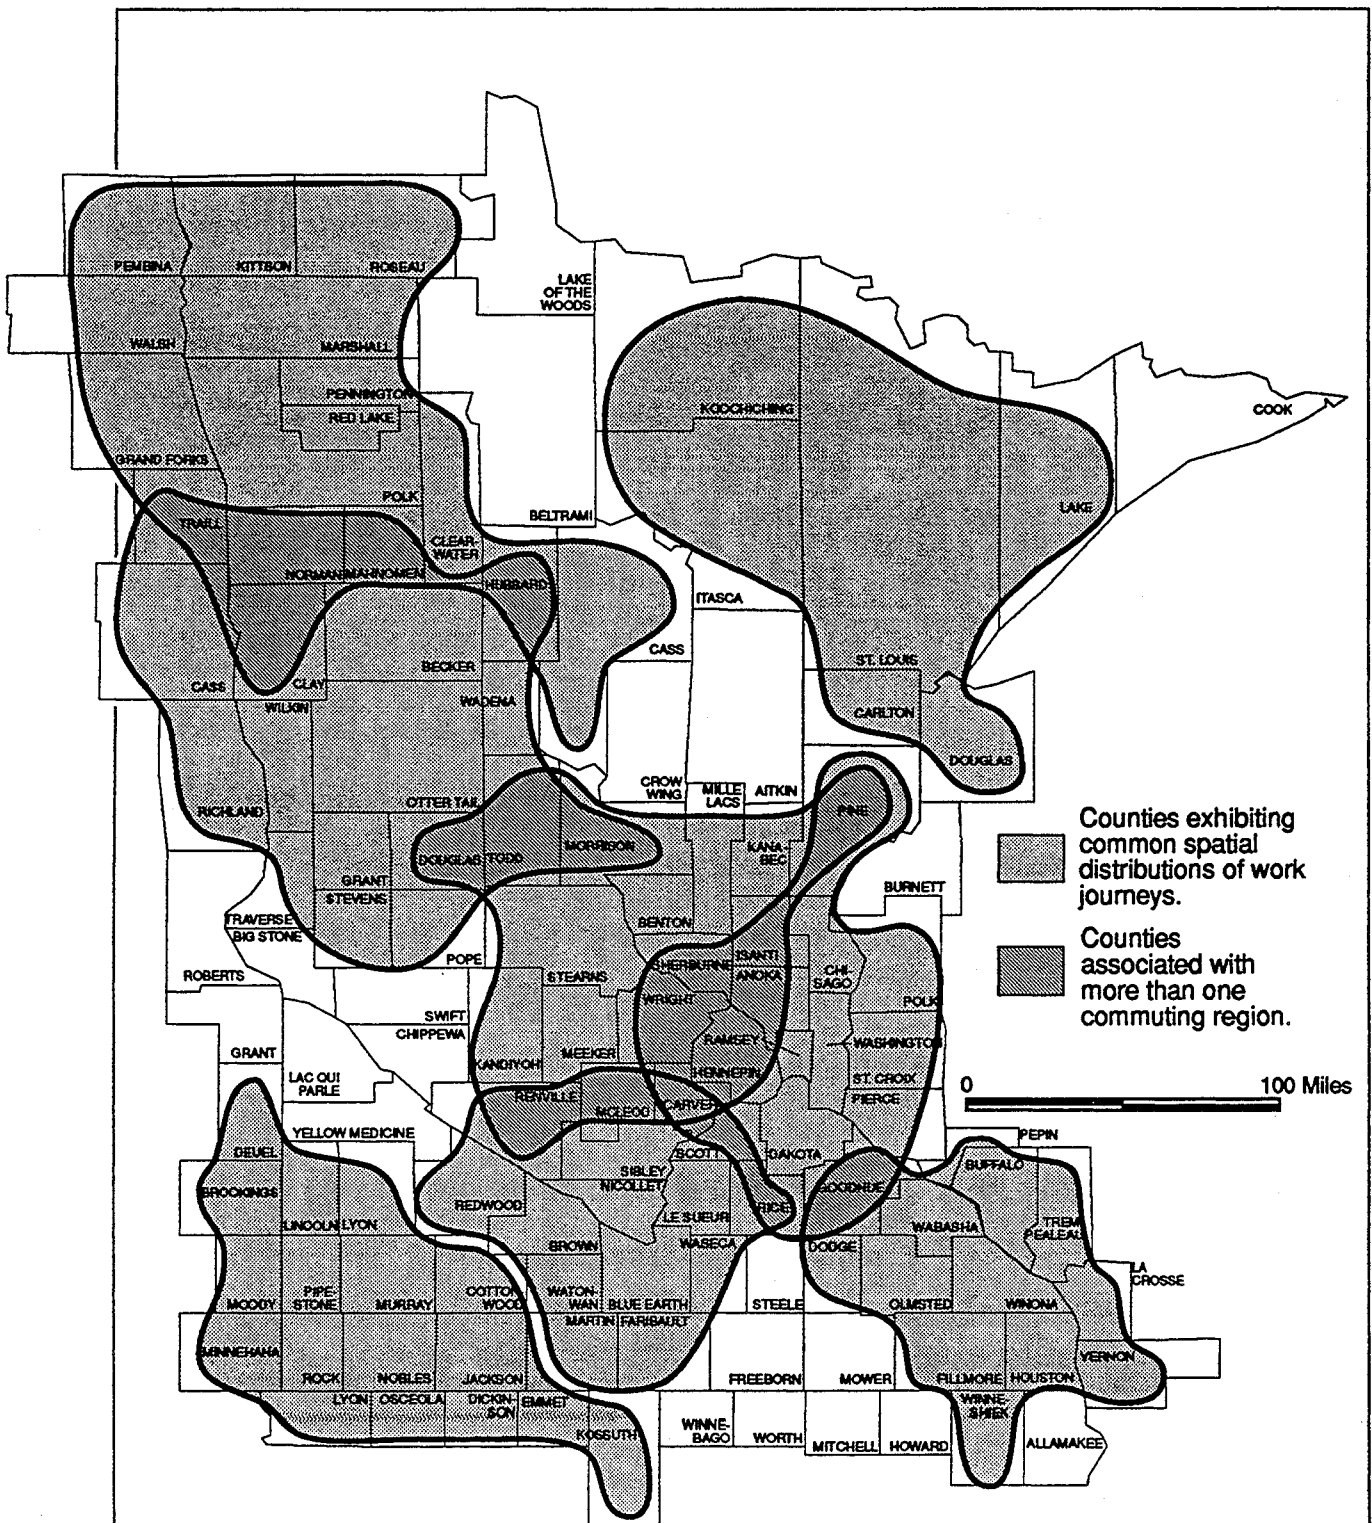 PEMBINA
KITTSON
ROSEAU
LAKE
OF THE
WOODS
WALSH
MARSHALL
PENNINGTON
RED LAKE
KOOCHICHING
COOK
GRAND FORKS
POLK
LAKE
BELTRAMI
TRAILL
CLEAR-
WATER
NORMAN
MAHNOMEN
HUBBARD
ITASCA
CASS
ST. LOUIS
BECKER
CASS
CLAY
WADENA
WILKIN
CARLTON
DOUGLAS
CROW
WING
MILLE
LACS
AITKIN
OTTER TAIL
RICHLAND
PINE
Counties exhibiting
common spatial
distributions of work
journeys.
DOUGLAS
TODD
MORRISON
KANA-
BEC
GRANT
STEVENS
BURNETT
TRAVERSE
BIG STONE
BENTON
Counties
associated with
more than one
commuting region.
POPE
ROBERTS
STEARNS
SHERBURNE
ISANTI
ANOKA
CHI-
SAGO
WRIGHT
POLK
SWIFT
CHIPPEWA
RAMSEY
WASHINGTON
GRANT
MEEKER
KANDIYOHI
HENNEPIN
LAC QUI
PARLE
ST. CROIX
0 100 Miles
RENVILLE
MCLEOD
CARVER
PIERCE
YELLOW MEDICINE
PEPIN
DEUEL
SCOTT
DAKOTA
BUFFALO
SIBLEY
NICOLLET
BROOKINGS
GOODHUE
REDWOOD
RICE
LINCOLN
LYON
LE SUEUR
WABASHA
TREM-
PEALEAU
BROWN
WASECA
DODGE
LA
CROSSE
MOODY
PIPE-
STONE
MURRAY
COTTON-
WOOD
WATON-
WAN
BLUE EARTH
STEELE
OLMSTED
WINONA
MARTIN
FARIBAULT
MINNEHAHA
VERNON
ROCK
NOBLES
JACKSON
FREEBORN
MOWER
FILLMORE
HOUSTON
LYON
OSCEOLA
DICKIN-
SON
EMMET
WINNE-
SHIEK
KOSSUTH
WINNE-
BAGO
WORTH
MITCHELL
HOWARD
ALLAMAKEE